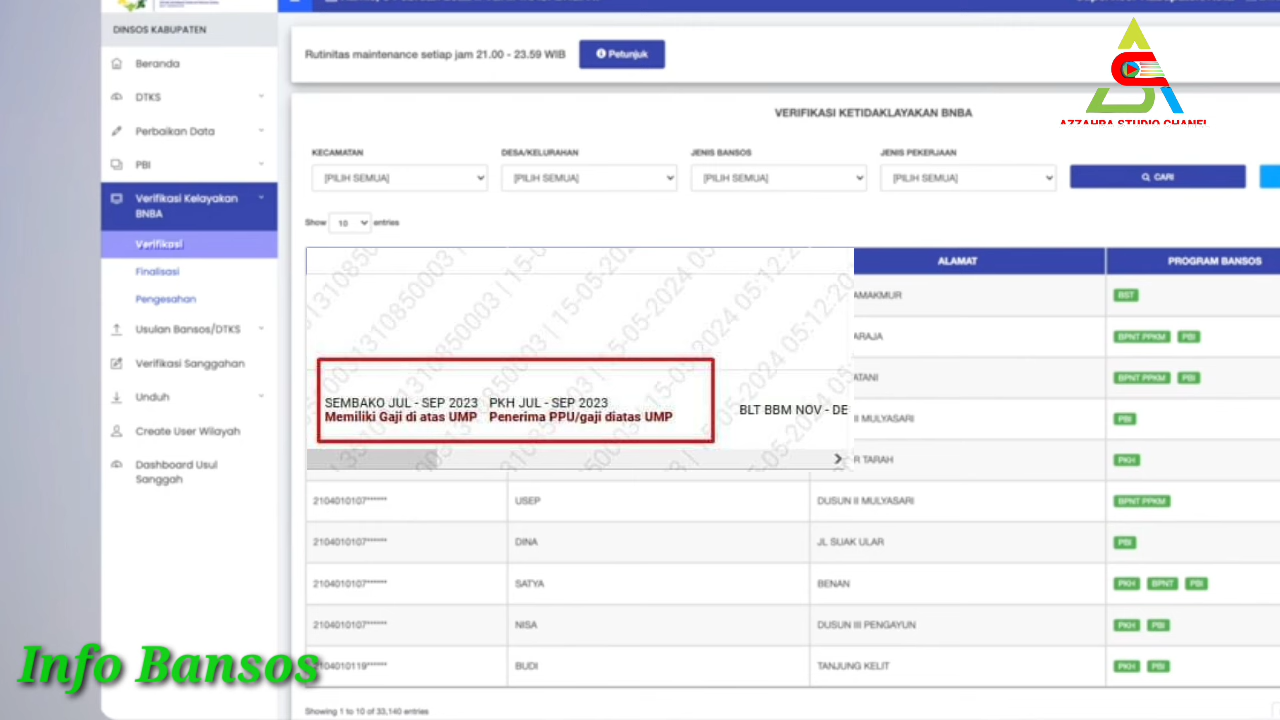 DINSOS KABUPATEN
Beranda
DTKS
Perbaikan Data
PBI
Verifikasi Kelayakan
BNBA
Verifikasi
Finalisasi
Pengesahan
Usulan Bansos/DTKS
Verifikasi Sanggahan
Unduh
Create User Wilayah
Dashboard Usul
Sanggah
Rutinitas maintenance setiap jam 21.00 - 23.59 WIB
Petunjuk
AZZAHRA STUDIO CHANEL
VERIFIKASI KETIDAKLAYAKAN BNBA
KECAMATAN DESA/KELURAHAN JENIS BANSOS JENIS PEKERJAAN
[PILIH SEMUA] [PILIH SEMUA] [PILIH SEMUA] [PILIH SEMUA] CARI
Show 10 entries
ALAMAT PROGRAM BANSOS
AMAKMUR BST
ARAJA BPNT PPKM PBI
ATANI BPNT PPKM PBI
II MULYASARI PBI
R TARAH PKH
SEMBAKO JUL - SEP 2023 PKH JUL - SEP 2023
Memiliki Gaji di atas UMP Penerima PPU/gaji diatas UMP
BLT BBM NOV - DE
2104010107****** USEP DUSUN II MULYASARI BPNT PPKM
2104010107****** DINA JL SUAK ULAR PBI
2104010107****** SATYA BENAN PKH BPNT PBI
2104010107****** NISA DUSUN III PENGAYUN PKH PBI
2104010119****** BUDI TANJUNG KELIT PKH PBI
Showing 1 to 10 of 33,140 entries
Info Bansos